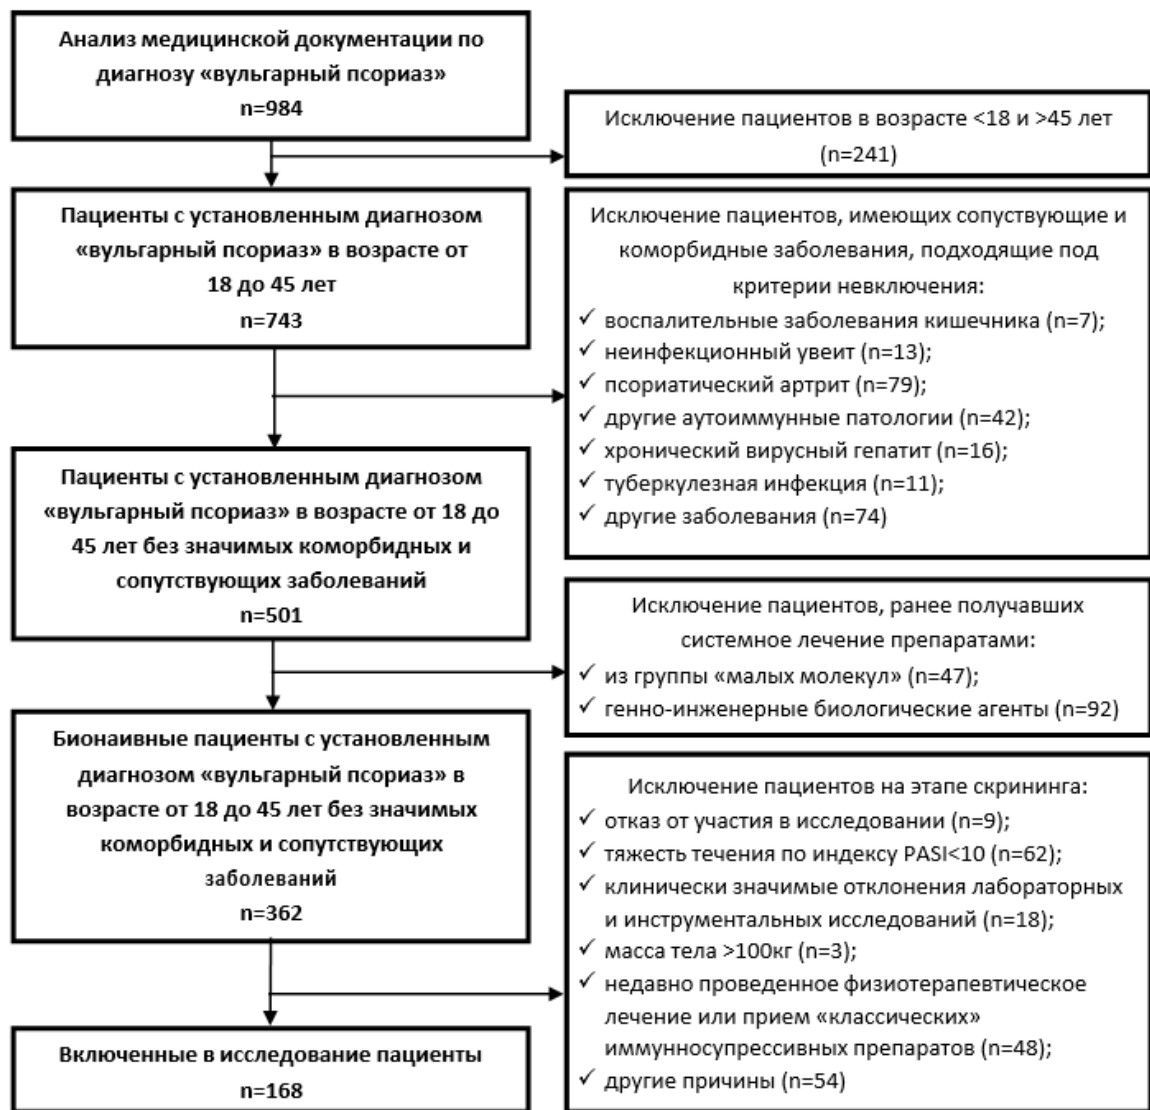 Анализ медицинской документации по
диагнозу «вульгарный псориаз»
n=984
Исключение пациентов в возрасте <18 и >45 лет
(n=241)
Пациенты с установленным диагнозом
«вульгарный псориаз» в возрасте от
18 до 45 лет
n=743
Исключение пациентов, имеющих сопуствующие и
коморбидные заболевания, подходящие под
критерии невключения:
✓ воспалительные заболевания кишечника (n=7);
✓ неинфекционный увеит (n=13);
✓ псориатический артрит (n=79);
✓ другие аутоиммунные патологии (n=42);
✓ хронический вирусный гепатит (n=16);
✓ туберкулезная инфекция (n=11);
✓ другие заболевания (n=74)
Пациенты с установленным диагнозом
«вульгарный псориаз» в возрасте от 18 до
45 лет без значимых коморбидных и
сопутствующих заболеваний
n=501
Исключение пациентов, ранее получавших
системное лечение препаратами:
✓ из группы «малых молекул» (n=47);
✓ генно-инженерные биологические агенты (n=92)
Бионаивные пациенты с установленным
диагнозом «вульгарный псориаз» в
возрасте от 18 до 45 лет без значимых
коморбидных и сопутствующих
заболеваний
n=362
Исключение пациентов на этапе скрининга:
✓ отказ от участия в исследовании (n=9);
✓ тяжесть течения по индексу PASI<10 (n=62);
✓ клинически значимые отклонения лабораторных
и инструментальных исследований (n=18);
✓ масса тела >100кг (n=3);
✓ недавно проведенное физиотерапевтическое
лечение или прием «классических»
иммунносупрессивных препаратов (n=48);
✓ другие причины (n=54)
Включенные в исследование пациенты
n=168